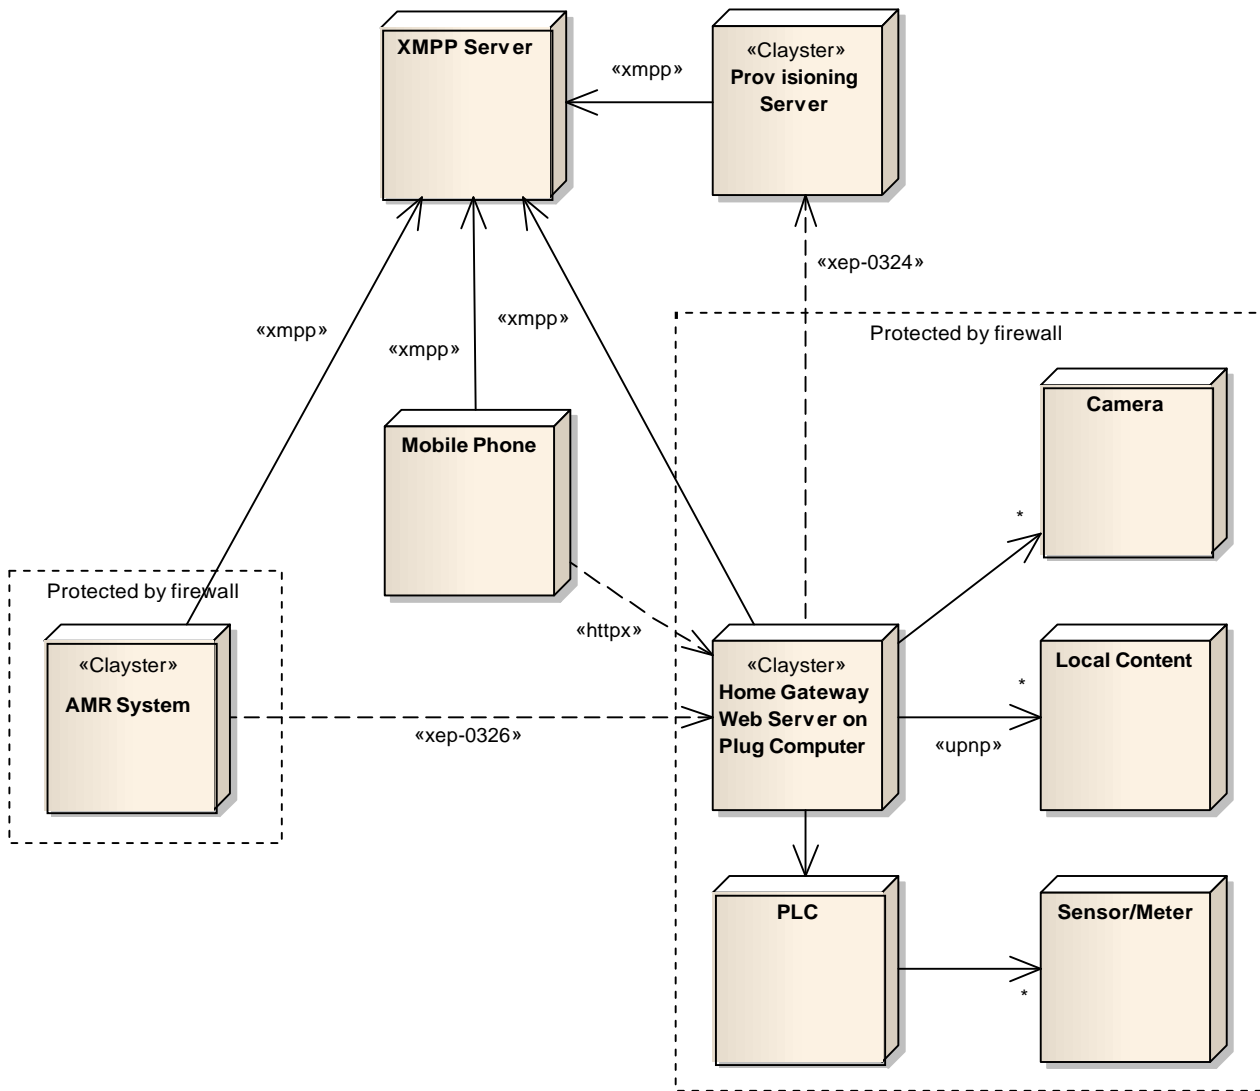 XMPP Server
«Clayster»
Prov isioning
Server
«xmpp»
«xep-0324»
«xmpp»
«xmpp»
«xmpp»
Protected by firewall
Camera
*
Mobile Phone
«httpx»
Protected by firewall
«Clayster»
AMR System
«xep-0326»
«Clayster»
Home Gateway
Web Server on
Plug Computer
*
«upnp»
Local Content
PLC
*
Sensor/Meter